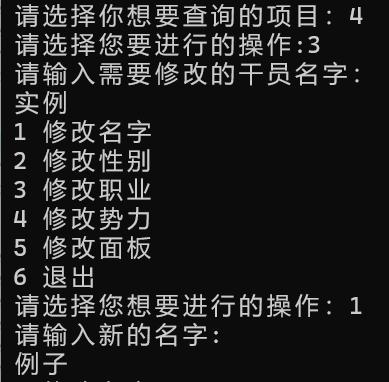 请选择你想要查询的项目: 4
请选择您要进行的操作:3
请输入需要修改的干员名字:
实例
1 修改名字
2 修改性别
3 修改职业
4 修改势力
5 修改面板
6 退出
请选择您想要进行的操作: 1
请输入新的名字:
例子